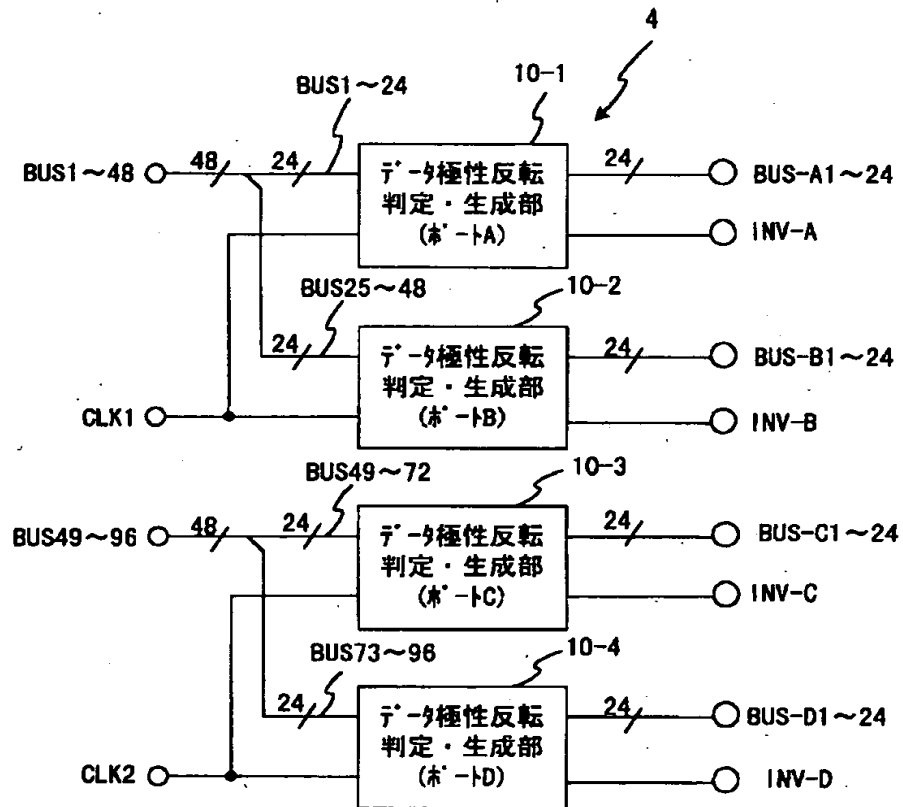 4
10-1
BUS1～24
BUS1～48
48
24
ﾃﾞｰﾀ極性反転
判定・生成部
(ﾎﾟｰﾄA)
24
BUS-A1～24
INV-A
BUS25～48
10-2
24
ﾃﾞｰﾀ極性反転
判定・生成部
(ﾎﾟｰﾄB)
24
BUS-B1～24
INV-B
CLK1
BUS49～72
10-3
BUS49～96
48
24
ﾃﾞｰﾀ極性反転
判定・生成部
(ﾎﾟｰﾄC)
24
BUS-C1～24
INV-C
BUS73～96
10-4
24
ﾃﾞｰﾀ極性反転
判定・生成部
(ﾎﾟｰﾄD)
24
BUS-D1～24
INV-D
CLK2